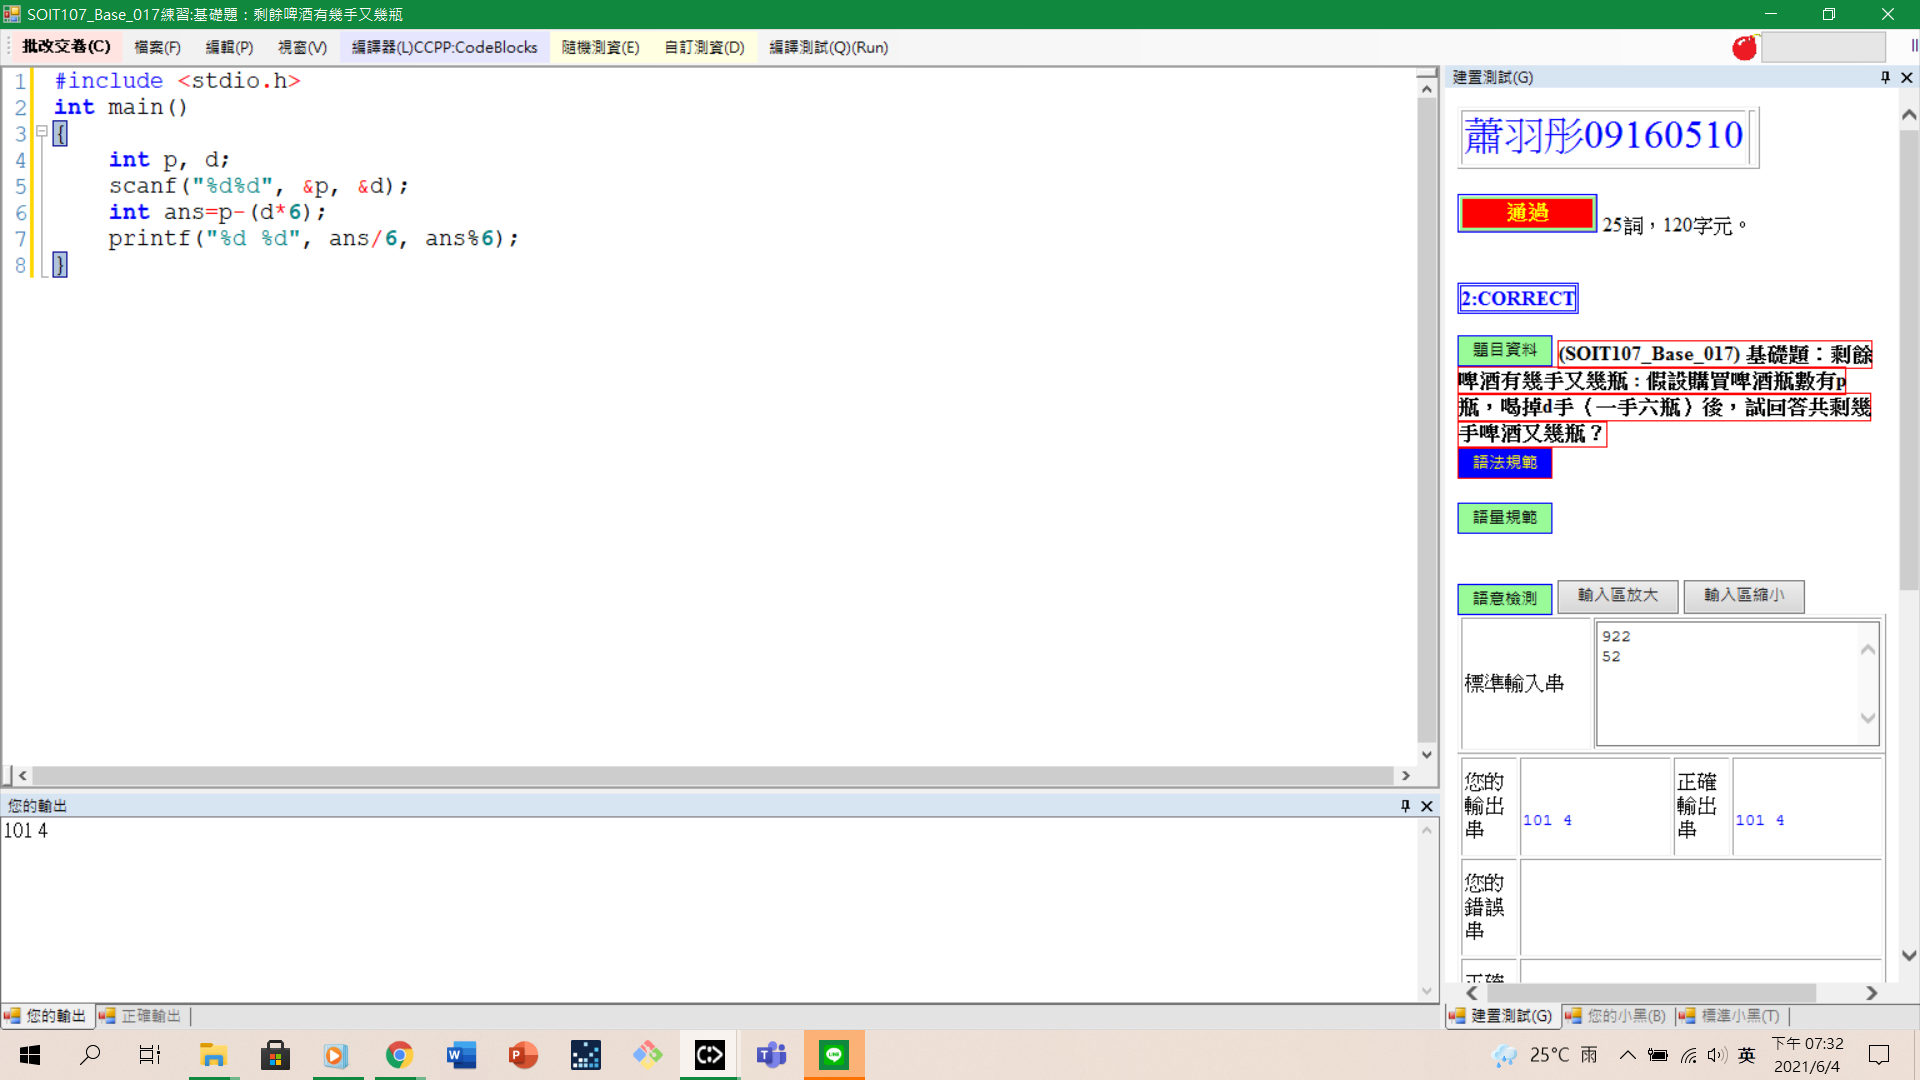 SOIT107_Base_017練習:基礎題：剩餘啤酒有幾手又幾瓶
批改交卷(C) 檔案(F) 編輯(P) 視窗(V) 編譯器(L)CCPP:CodeBlocks 隨機測資(E) 自訂測資(D) 編譯測試(Q)(Run)
1 #include <stdio.h>
2 int main()
3 {
4 int p, d;
5 scanf("%d%d", &p, &d);
6 int ans=p-(d*6);
7 printf("%d %d", ans/6, ans%6);
8 }
您的輸出
101 4
您的輸出 正確輸出
建置測試(G)
蕭羽彤09160510
通過 25詞，120字元。
2:CORRECT
題目資料 (SOIT107_Base_017) 基礎題：剩餘
啤酒有幾手又幾瓶：假設購買啤酒瓶數有p
瓶，喝掉d手（一手六瓶）後，試回答共剩幾
手啤酒又幾瓶？
語法規範
語量規範
語意檢測 輸入區放大 輸入區縮小
標準輸入串
922
52
您的輸出串 101 4 正確輸出串 101 4
您的錯誤串
正確
建置測試(G) 您的小黑(B) 標準小黑(T)
25°C 雨 英 下午 07:32
2021/6/4